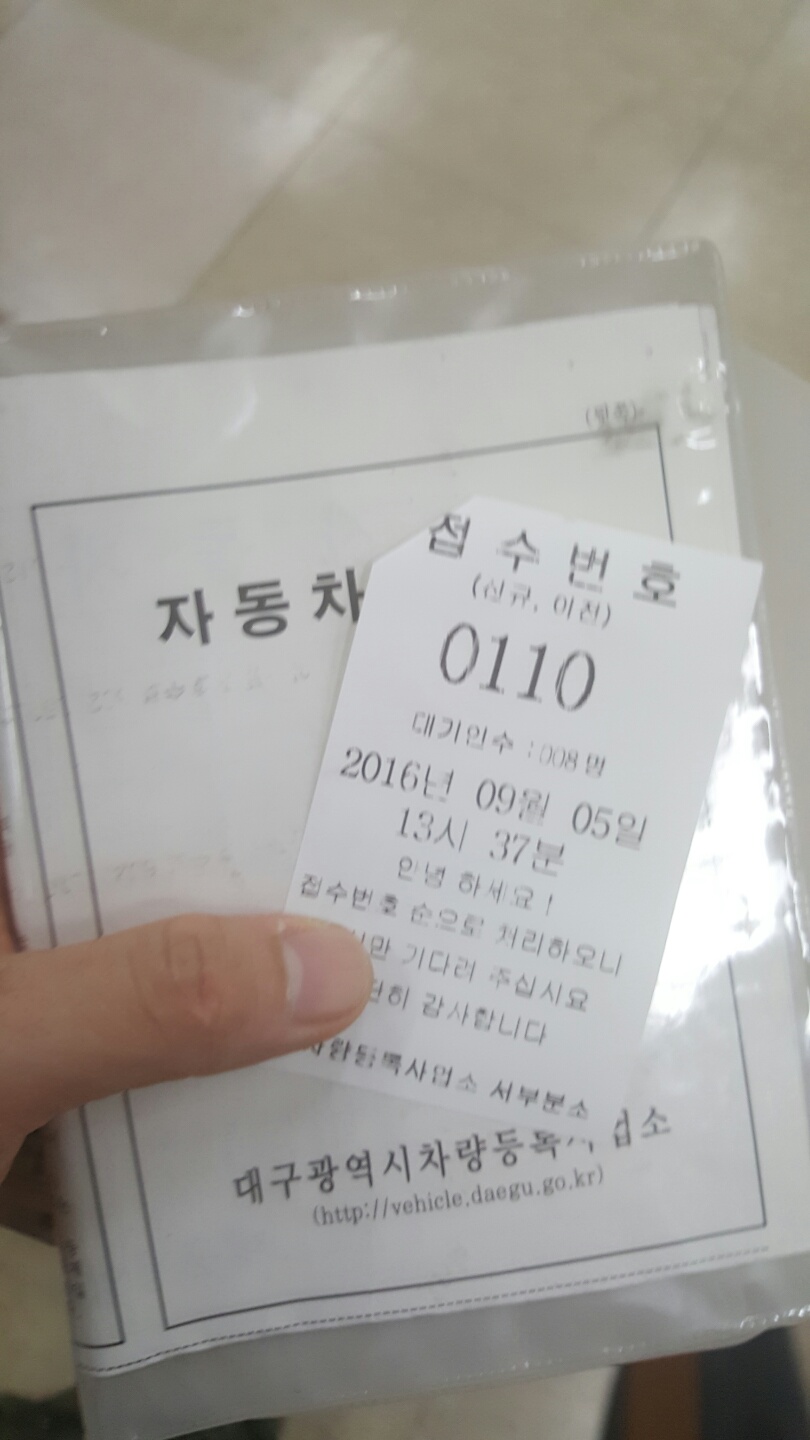 (뒤쪽)
자동차
접수번호
(신규, 이전)
0110
대기인수 : 008 명
2016년 09월 05일
13시 37분
안녕 하세요 !
접수번호 순으로 처리하오니
기다려 주십시요
감사합니다
차량등록사업소 서부분소
대구광역시차량등록
(http://vehicle.daegu.go.kr)